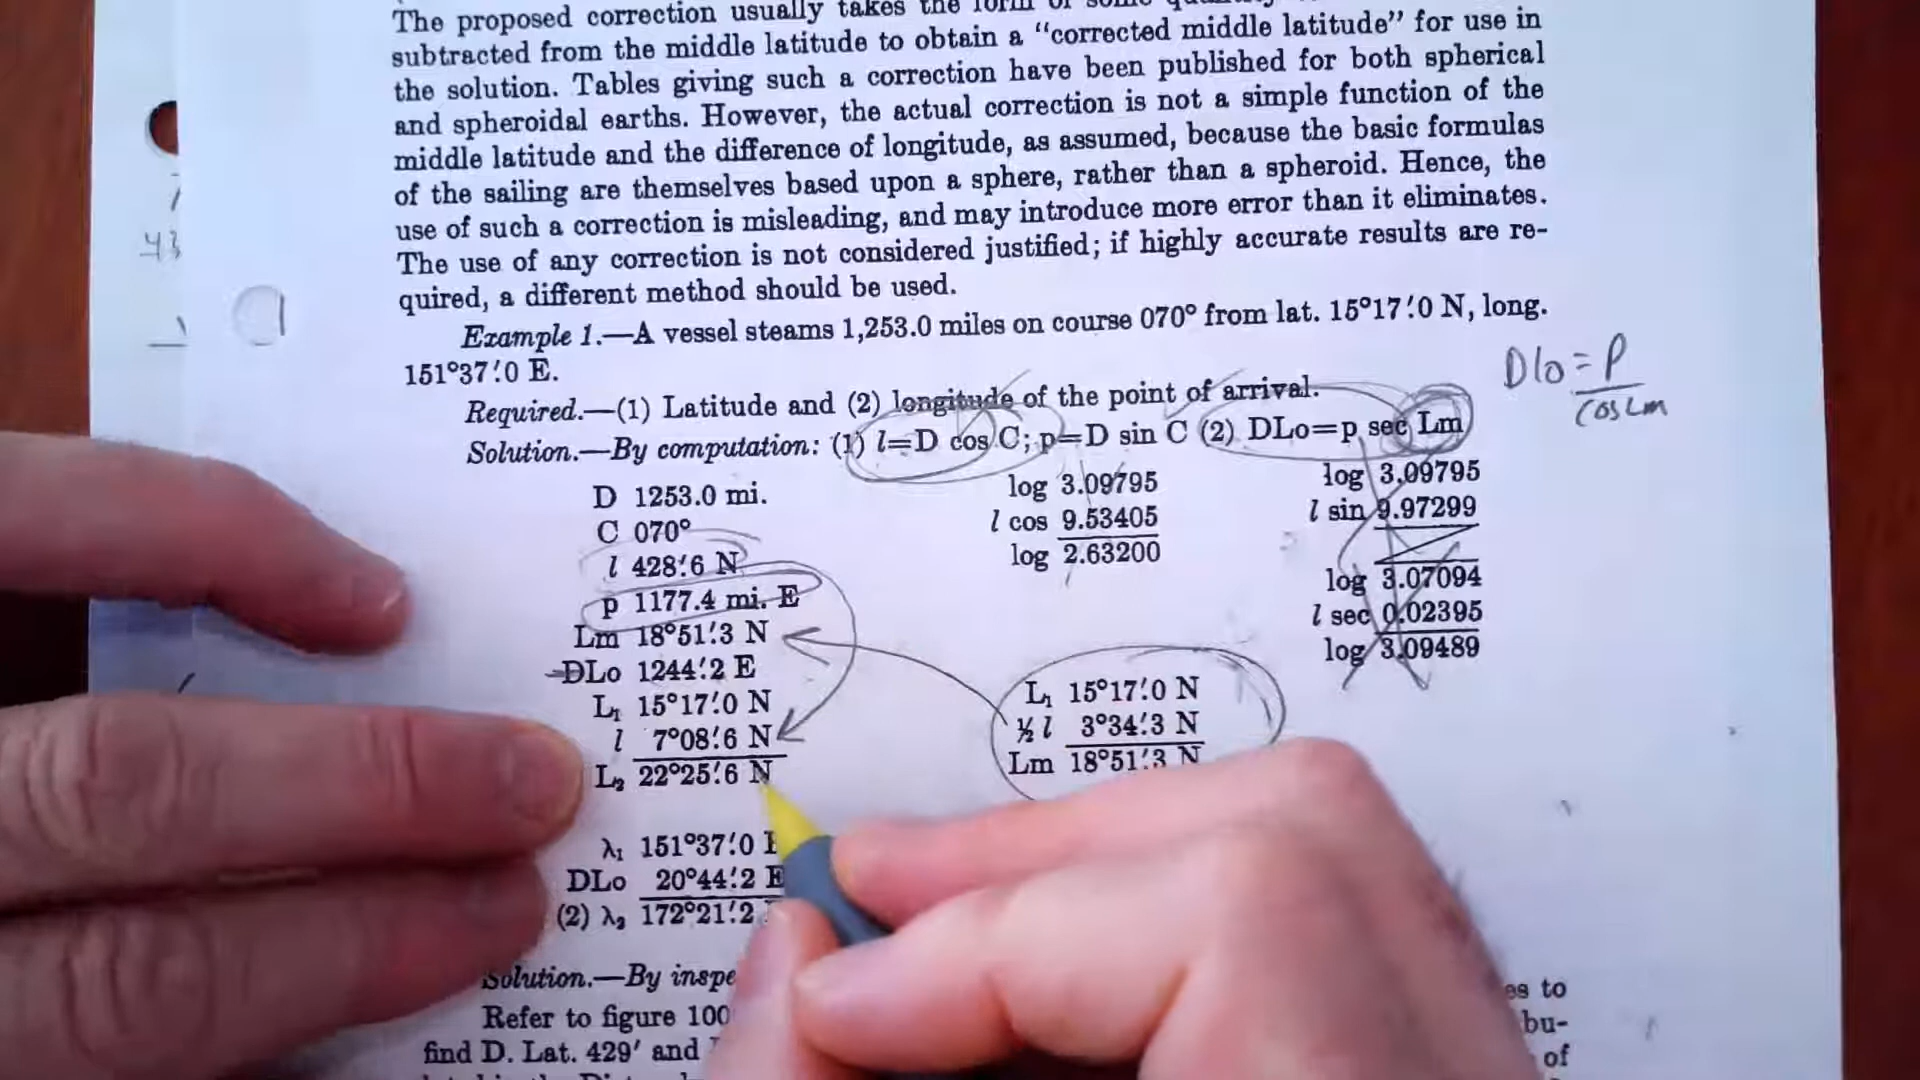 The proposed correction usually takes the form of some
subtracted from the middle latitude to obtain a “corrected middle latitude” for use in
the solution. Tables giving such a correction have been published for both spherical
and spheroidal earths. However, the actual correction is not a simple function of the
middle latitude and the difference of longitude, as assumed, because the basic formulas
of the sailing are themselves based upon a sphere, rather than a spheroid. Hence, the
use of such a correction is misleading, and may introduce more error than it eliminates.
The use of any correction is not considered justified; if highly accurate results are re-
quired, a different method should be used.
Example 1.—A vessel steams 1,253.0 miles on course 070° from lat. 15°17′.0 N, long.
151°37′.0 E.
Required.—(1) Latitude and (2) longitude of the point of arrival.
Solution.—By computation: (1) l=D cos C; p=D sin C (2) DLo=p sec Lm
Dlo = p
cos Lm
43
D 1253.0 mi. log 3.09795 log 3.09795
C 070° l cos 9.53405 l sin 9.97299
l 428′.6 N log 2.63200
p 1177.4 mi. E log 3.07094
Lm 18°51′.3 N l sec 0.02395
DLo 1244′.2 E log 3.09489
L₁ 15°17′.0 N L₁ 15°17′.0 N
l 7°08′.6 N ½ l 3°34′.3 N
L₂ 22°25′.6 N Lm 18°51′.3 N
λ₁ 151°37′.0
DLo 20°44′.2 E
(2) λ₂ 172°21′.2
Solution.—By inspe
Refer to figure 100 es to
find D. Lat. 429′ and bu-
of